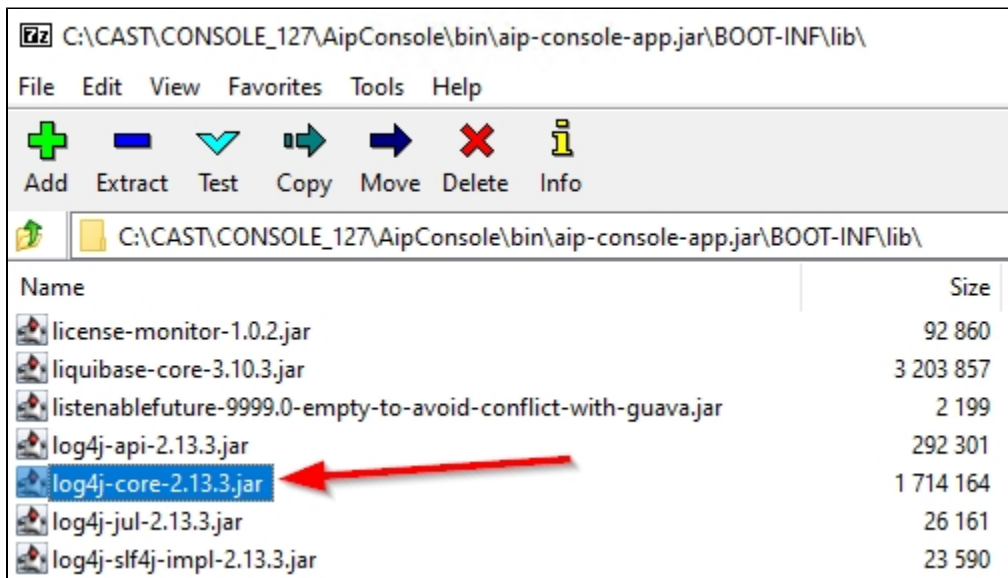 7z C:\CAST\CONSOLE_127\AipConsole\bin\aip-console-app.jar\BOOT-INF\lib\
File Edit View Favorites Tools Help
Add Extract Test Copy Move Delete Info
C:\CAST\CONSOLE_127\AipConsole\bin\aip-console-app.jar\BOOT-INF\lib\
Name Size
license-monitor-1.0.2.jar 92 860
liquibase-core-3.10.3.jar 3 203 857
listenablefuture-9999.0-empty-to-avoid-conflict-with-guava.jar 2 199
log4j-api-2.13.3.jar 292 301
log4j-core-2.13.3.jar 1 714 164
log4j-jul-2.13.3.jar 26 161
log4j-slf4j-impl-2.13.3.jar 23 590